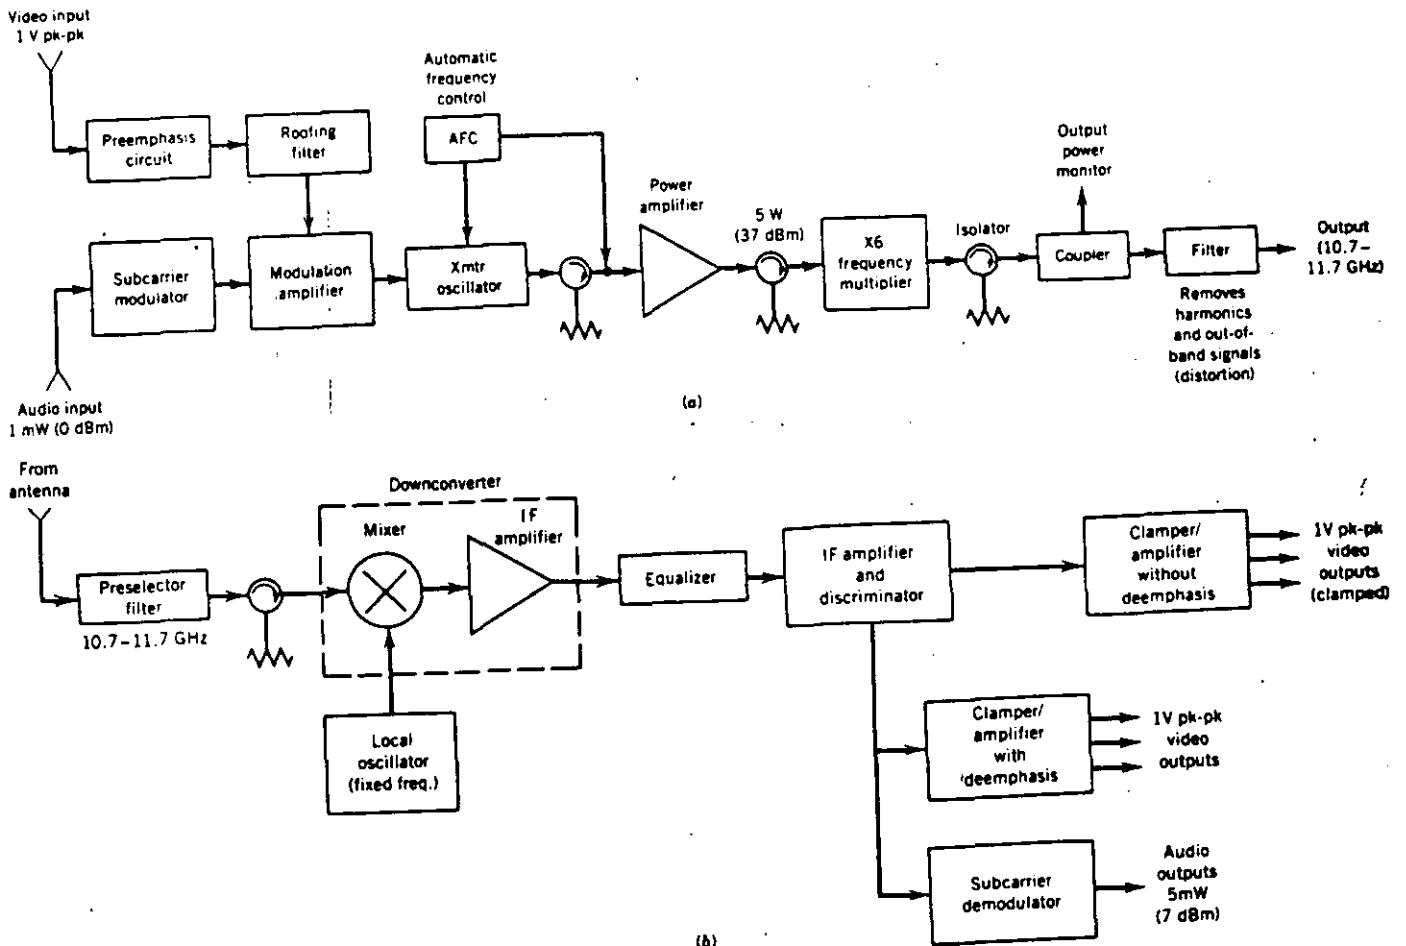 Video input
1 V pk-pk
Automatic
frequency
control
AFC
Preemphasis
circuit
Roofing
filter
Output
power
monitor
Power
amplifier
5 W
(37 dBm)
Subcarrier
modulator
Modulation
amplifier
Xmtr
oscillator
X6
frequency
multiplier
Isolator
Coupler
Filter
Output
(10.7–
11.7 GHz)
Removes
harmonics
and out-of-
band signals
(distortion)
Audio input
1 mW (0 dBm)
(a)
From
antenna
Downconverter
Mixer
IF
amplifier
Preselector
filter
10.7–11.7 GHz
Local
oscillator
(fixed freq.)
Equalizer
IF amplifier
and
discriminator
Clamper/
amplifier
without
deemphasis
1V pk-pk
video
outputs
(clamped)
Clamper/
amplifier
with
deemphasis
1V pk-pk
video
outputs
Subcarrier
demodulator
Audio
outputs
5mW
(7 dBm)
(b)